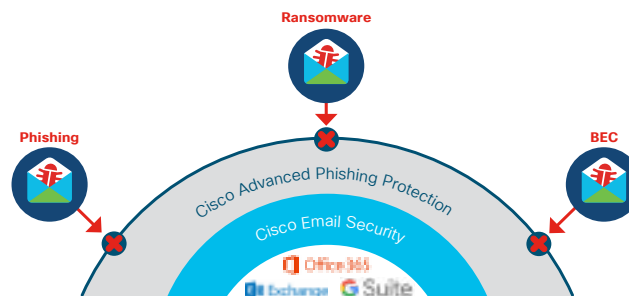 Ransomware
Phishing
BEC
Cisco Advanced Phishing Protection
Cisco Email Security
Office 365
Exchange
G Suite